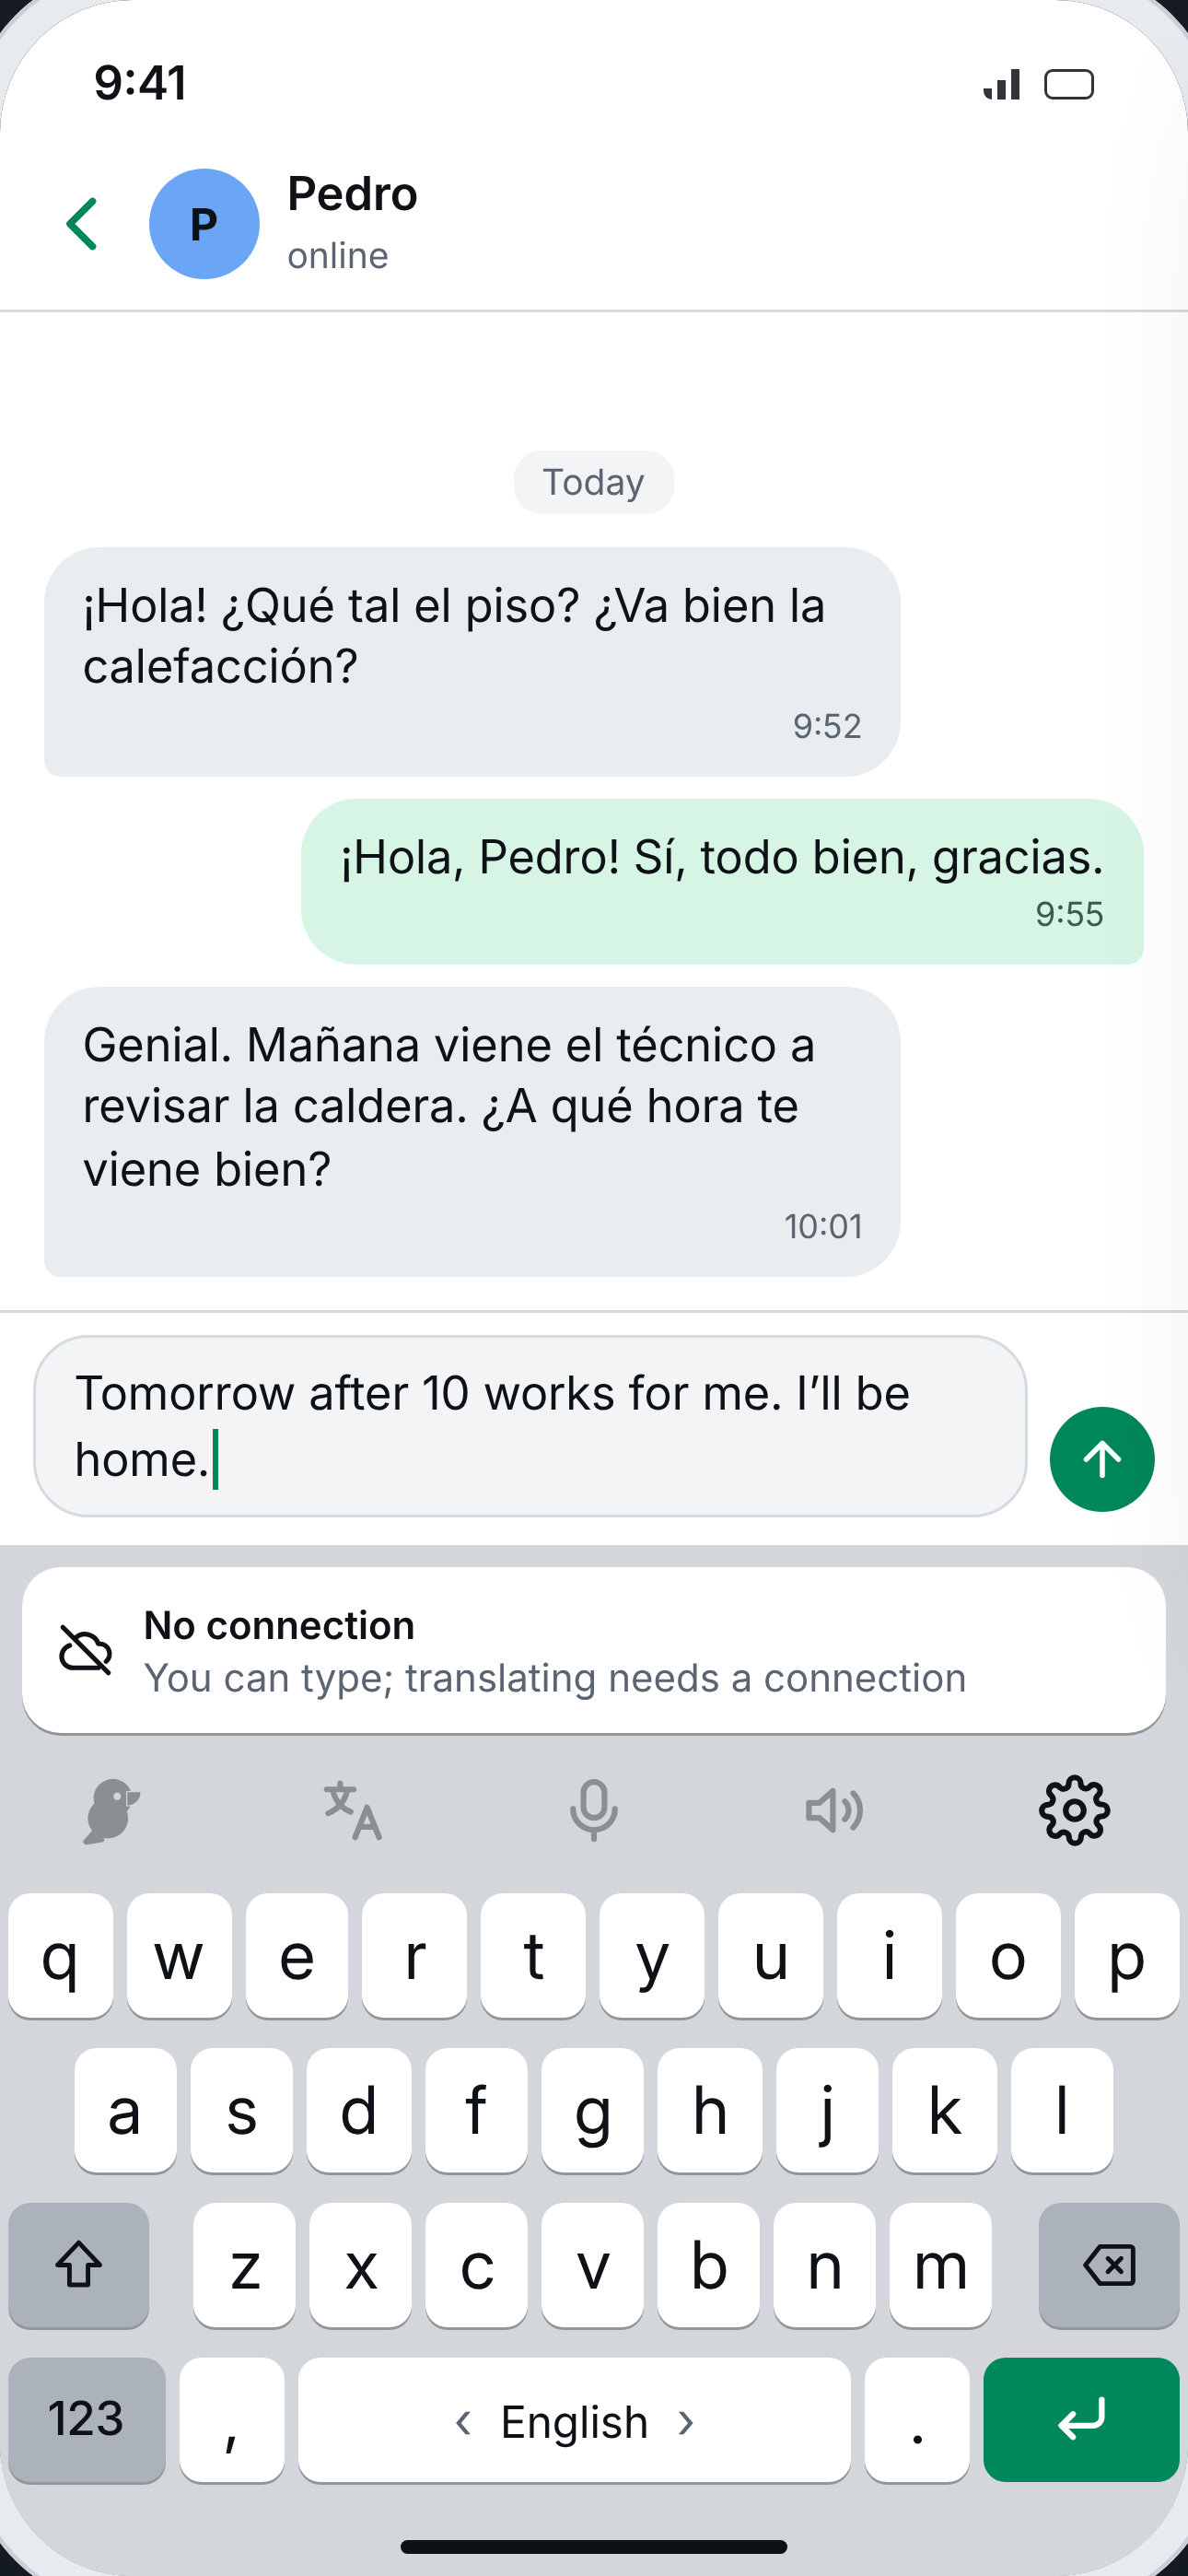 9:41
P
Pedro
online
Today
¡Hola! ¿Qué tal el piso? ¿Va bien la
calefacción?
9:52
¡Hola, Pedro! Sí, todo bien, gracias.
9:55
Genial. Mañana viene el técnico a
revisar la caldera. ¿A qué hora te
viene bien?
10:01
Tomorrow after 10 works for me. I’ll be
home.
No connection
You can type; translating needs a connection
文A
q w e r t y u i o p
a s d f g h j k l
z x c v b n m
123 , ‹ English › .